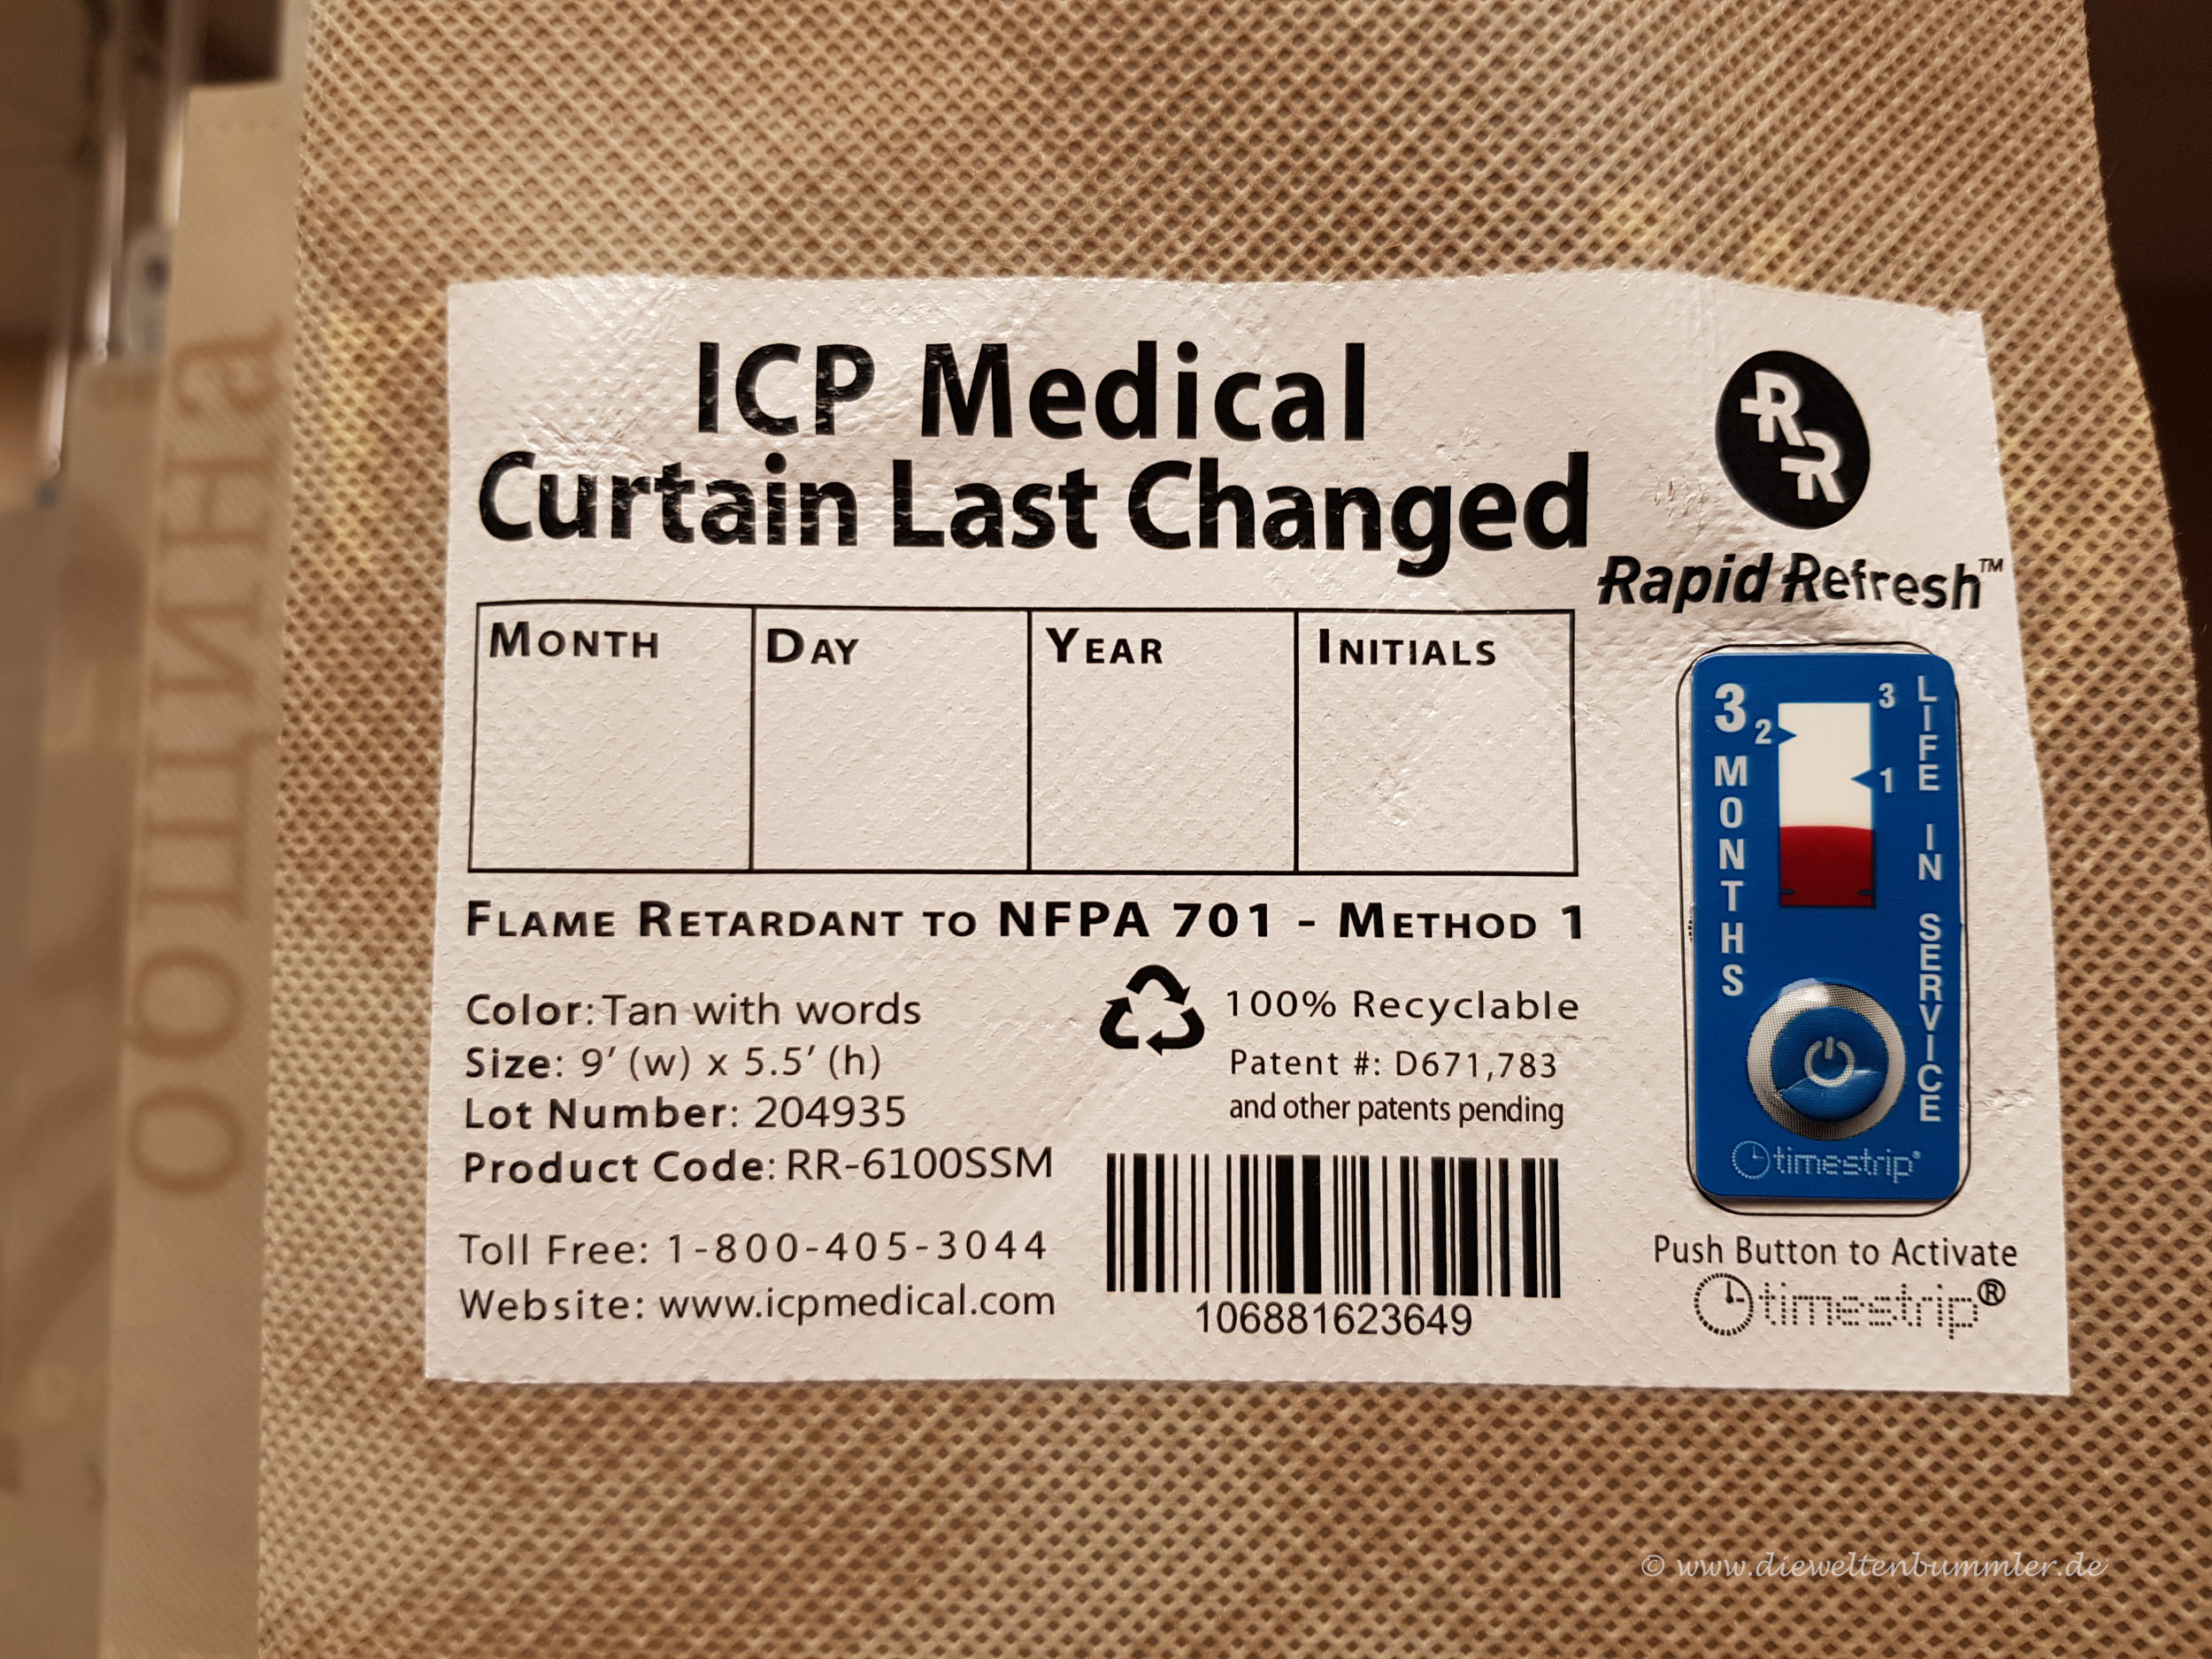 ICP Medical
Curtain Last Changed
RR
Rapid Refresh™
MONTH DAY YEAR INITIALS
FLAME RETARDANT TO NFPA 701 - METHOD 1
Color: Tan with words
Size: 9' (w) x 5.5' (h)
Lot Number: 204935
Product Code: RR-6100SSM
Toll Free: 1-800-405-3044
Website: www.icpmedical.com
100% Recyclable
Patent #: D671,783
and other patents pending
106881623649
3 MONTHS
2
3
1
LIFE IN SERVICE
timestrip®
Push Button to Activate
timestrip®
© www.dieweltenbummler.de